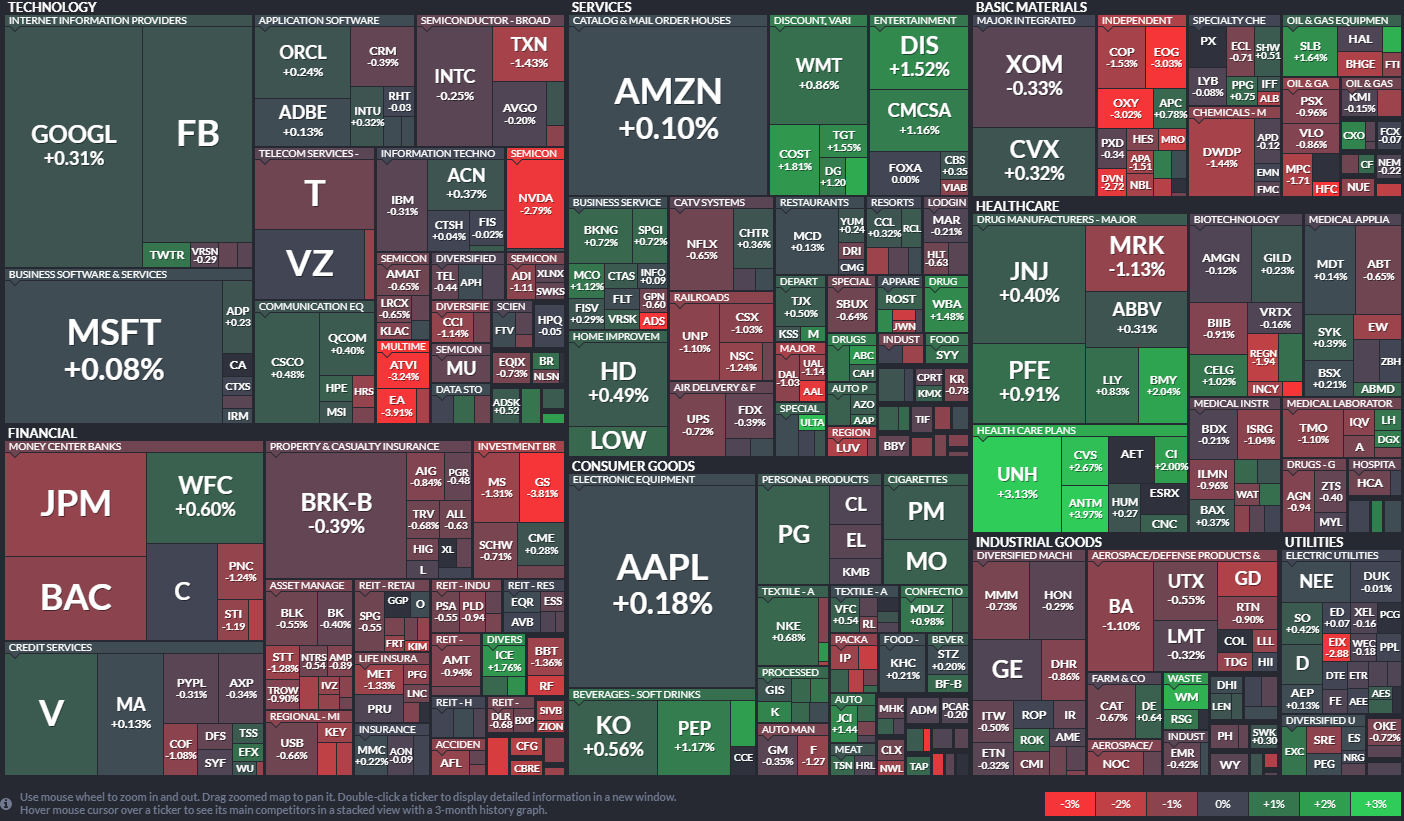 TECHNOLOGY
INTERNET INFORMATION PROVIDERS
GOOGL
+0.31%
FB
TWTR
VRSN
-0.29
APPLICATION SOFTWARE
ORCL
+0.24%
CRM
-0.39%
ADBE
+0.13%
INTU
+0.32%
RHT
-0.03
SEMICONDUCTOR - BROAD
INTC
-0.25%
TXN
-1.43%
AVGO
-0.20%
TELECOM SERVICES -
T
VZ
INFORMATION TECHNO
IBM
-0.31%
ACN
+0.37%
CTSH
+0.04%
FIS
-0.02%
SEMICON
NVDA
-2.79%
BUSINESS SOFTWARE & SERVICES
MSFT
+0.08%
ADP
+0.23
CA
CTXS
IRM
COMMUNICATION EQ
CSCO
+0.48%
QCOM
+0.40%
HPE
HRS
MSI
SEMICON
AMAT
-0.65%
LRCX
-0.65%
KLAC
DIVERSIFIED
TEL
-0.44
APH
SEMICON
ADI
-1.11
XLNX
SWKS
MULTIME
ATVI
-3.24%
EA
-3.91%
DIVERSIFIE
CCI
-1.14%
SCIEN
FTV
HPQ
-0.05
SEMICON
MU
EQIX
-0.73%
BR
NLSN
DATA STO
ADSK
+0.52
SERVICES
CATALOG & MAIL ORDER HOUSES
AMZN
+0.10%
DISCOUNT, VARI
WMT
+0.86%
COST
+1.81%
TGT
+1.55%
DG
+1.20
ENTERTAINMENT
DIS
+1.52%
CMCSA
+1.16%
FOXA
0.00%
CBS
+0.35
VIAB
BUSINESS SERVICE
BKNG
+0.72%
SPGI
+0.72%
MCO
+1.12%
CTAS
INFO
+0.09
FISV
+0.29%
FLT
GPN
-0.60
VRSK
ADS
CATV SYSTEMS
NFLX
-0.65%
CHTR
+0.36%
RESTAURANTS
MCD
+0.13%
YUM
+0.24
DRI
CMG
RESORTS
CCL
+0.32%
RCL
LODGIN
MAR
-0.21%
HLT
-0.63
HOME IMPROVEM
HD
+0.49%
LOW
RAILROADS
UNP
-1.10%
CSX
-1.03%
NSC
-1.24%
AIR DELIVERY & F
UPS
-0.72%
FDX
-0.39%
DEPART
TJX
+0.50%
KSS
M
SPECIAL
SBUX
-0.64%
APPARE
ROST
JWN
DRUG
WBA
+1.48%
MAJOR
DAL
-1.03
UAL
-1.14
AAL
DRUGS
ABC
CAH
INDUST
FOOD
SYY
SPECIAL
ULTA
AUTO P
AZO
AAP
CPRT
KMX
KR
-0.78
REGION
LUV
TIF
BBY
BASIC MATERIALS
MAJOR INTEGRATED
XOM
-0.33%
CVX
+0.32%
INDEPENDENT
COP
-1.53%
EOG
-3.03%
OXY
-3.02%
APC
+0.78%
PXD
-0.34
HES
MRO
APA
-1.51
DVN
-2.72
NBL
SPECIALTY CHE
PX
ECL
-0.71
SHW
+0.51
LYB
-0.08%
PPG
+0.75
IFF
ALB
OIL & GAS EQUIPMEN
SLB
+1.64%
HAL
BHGE
FTI
CHEMICALS - M
DWDP
-1.44%
APD
-0.12
EMN
FMC
OIL & GA
PSX
-0.96%
VLO
-0.86%
MPC
-1.71
HFC
OIL & GAS
KMI
-0.15%
CXO
FCX
-0.07
CF
NEM
-0.22
NUE
HEALTHCARE
DRUG MANUFACTURERS - MAJOR
JNJ
+0.40%
MRK
-1.13%
ABBV
+0.31%
PFE
+0.91%
LLY
+0.83%
BMY
+2.04%
BIOTECHNOLOGY
AMGN
-0.12%
GILD
+0.23%
BIIB
-0.91%
VRTX
-0.16%
REGN
-1.94
CELG
+1.02%
INCY
MEDICAL APPLIA
MDT
+0.14%
ABT
-0.65%
SYK
+0.39%
EW
BSX
+0.21%
ZBH
ABMD
HEALTH CARE PLANS
UNH
+3.13%
CVS
+2.67%
AET
CI
+2.00%
ANTM
+3.97%
HUM
+0.27
ESRX
CNC
MEDICAL INSTR
BDX
-0.21%
ISRG
-1.04%
ILMN
-0.96%
WAT
BAX
+0.37%
MEDICAL LABORATOR
TMO
-1.10%
IQV
LH
A
DGX
DRUGS - G
AGN
-0.94
ZTS
-0.40
MYL
HOSPITA
HCA
FINANCIAL
MONEY CENTER BANKS
JPM
WFC
+0.60%
BAC
C
PNC
-1.24%
STI
-1.19
PROPERTY & CASUALTY INSURANCE
BRK-B
-0.39%
AIG
-0.84%
PGR
-0.48
TRV
-0.68%
ALL
-0.63
HIG
XL
L
INVESTMENT BR
MS
-1.31%
GS
-3.81%
SCHW
-0.71%
CME
+0.28%
CREDIT SERVICES
V
MA
+0.13%
PYPL
-0.31%
AXP
-0.34%
COF
-1.08%
DFS
SYF
TSS
EFX
WU
ASSET MANAGE
BLK
-0.55%
BK
-0.40%
STT
-1.28%
NTRS
-0.54
AMP
-0.89
TROW
-0.90%
IVZ
REGIONAL - MI
USB
-0.66%
KEY
REIT - RETAI
SPG
-0.55
GGP
O
FRT
KIM
LIFE INSURA
MET
-1.33%
PFG
LNC
PRU
INSURANCE
MMC
+0.22%
AON
-0.09
REIT - INDU
PSA
-0.55
PLD
-0.94
REIT -
AMT
-0.94%
REIT - H
ACCIDEN
AFL
REIT - RES
EQR
ESS
AVB
DIVERS
ICE
+1.76%
BBT
-1.36%
RF
REIT -
DLR
-0.68
BXP
SIVB
ZION
CFG
CBRE
CONSUMER GOODS
ELECTRONIC EQUIPMENT
AAPL
+0.18%
BEVERAGES - SOFT DRINKS
KO
+0.56%
PEP
+1.17%
CCE
PERSONAL PRODUCTS
PG
CL
EL
KMB
CIGARETTES
PM
MO
TEXTILE - A
NKE
+0.68%
TEXTILE - A
VFC
+0.54
RL
CONFECTIO
MDLZ
+0.98%
PACKA
IP
FOOD -
KHC
+0.21%
BEVER
STZ
+0.20%
BF-B
PROCESSED
GIS
K
AUTO
JCI
+1.44
MHK
ADM
PCAR
-0.20
AUTO MAN
GM
-0.35%
F
-1.27
MEAT
TSN
HRL
CLX
NWL
TAP
INDUSTRIAL GOODS
DIVERSIFIED MACHI
MMM
-0.73%
HON
-0.29%
GE
DHR
-0.86%
ITW
-0.50%
ROP
IR
ROK
AME
ETN
-0.32%
CMI
AEROSPACE/DEFENSE PRODUCTS &
BA
-1.10%
UTX
-0.55%
GD
LMT
-0.32%
RTN
-0.90%
COL
LLL
TDG
HII
FARM & CO
CAT
-0.67%
DE
+0.64
WASTE
WM
RSG
DHI
LEN
AEROSPACE/
NOC
INDUST
EMR
-0.42%
PH
SWK
+0.30
WY
UTILITIES
ELECTRIC UTILITIES
NEE
DUK
-0.01%
SO
+0.42%
ED
+0.07
XEL
-0.16
PCG
EIX
-2.88
WEC
-0.18
PPL
D
DTE
ETR
AEP
+0.13%
FE
AEE
AES
DIVERSIFIED U
EXC
SRE
ES
OKE
-0.72%
PEG
NRG
Use mouse wheel to zoom in and out. Drag zoomed map to pan it. Double-click a ticker to display detailed information in a new window.
Hover mouse cursor over a ticker to see its main competitors in a stacked view with a 3-month history graph.
-3%
-2%
-1%
0%
+1%
+2%
+3%